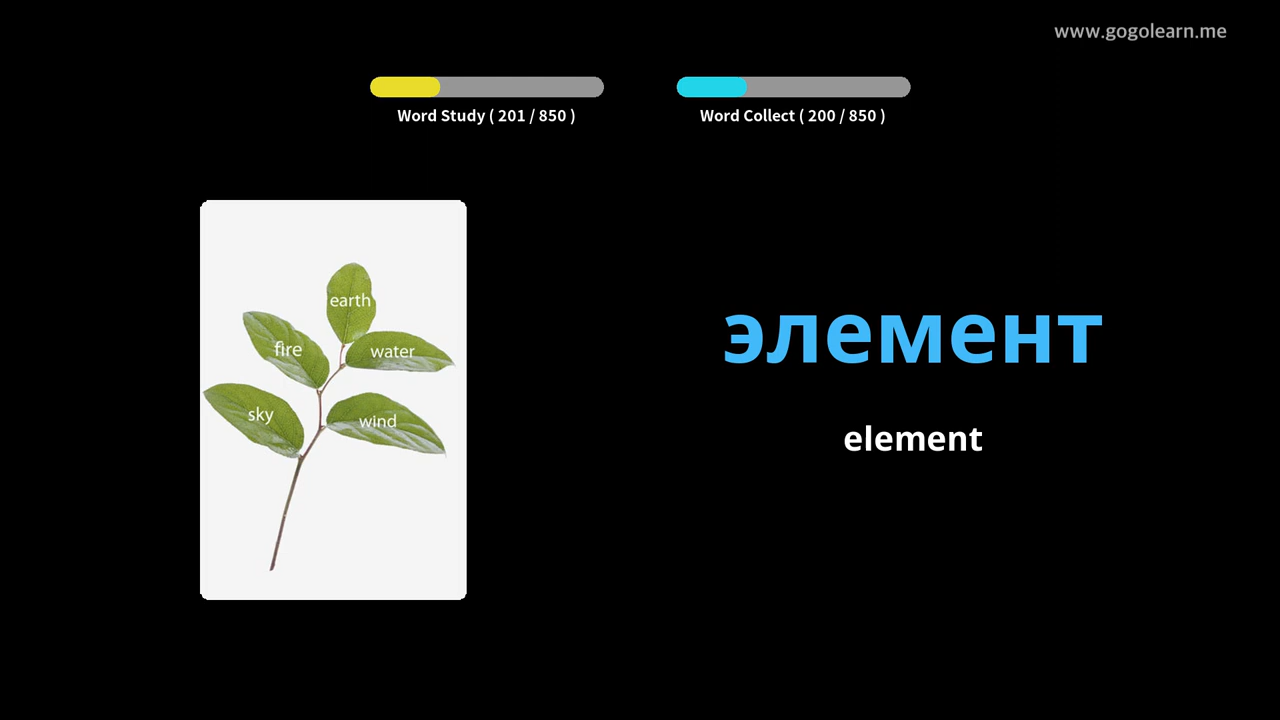 www.gogolearn.me
Word Study ( 201 / 850 )
Word Collect ( 200 / 850 )
earth
fire
water
sky
wind
элемент
element